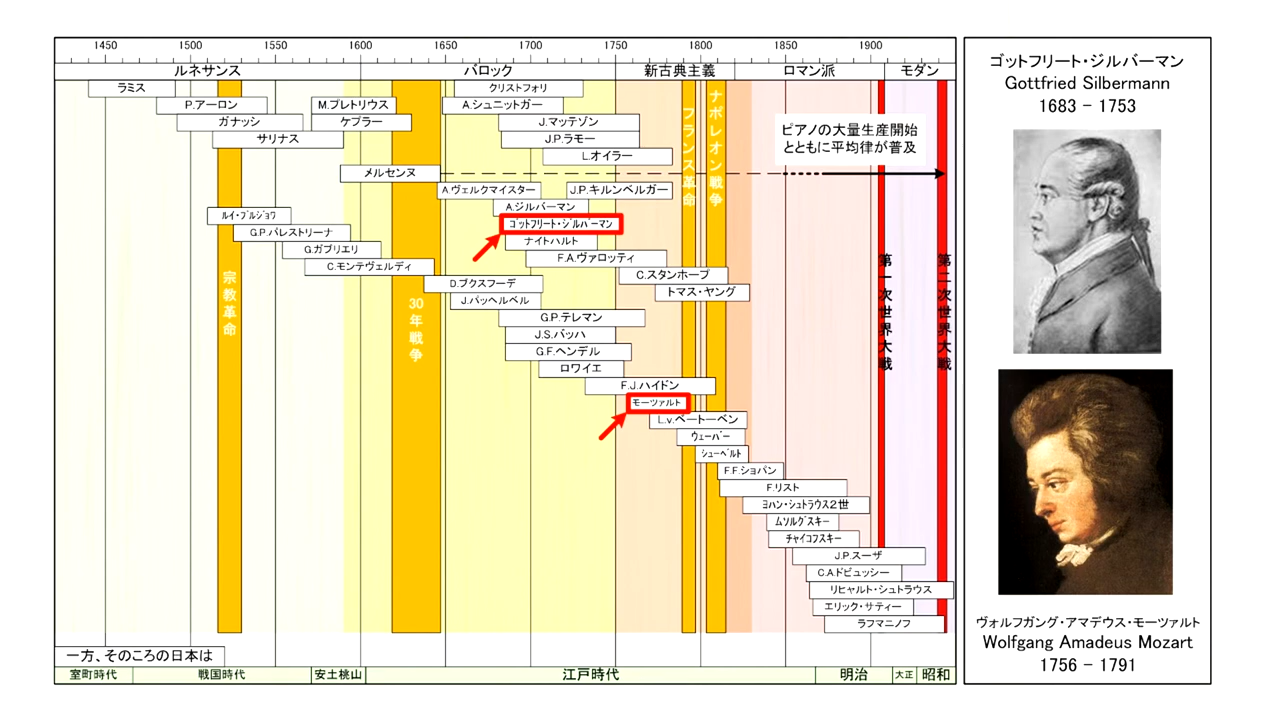 1450 1500 1550 1600 1650 1700 1750 1800 1850 1900
ルネサンス バロック 新古典主義 ロマン派 モダン
ラミス
クリストフォリ
P.アーロン
M.プレトリウス
A.シュニットガー
ガナッシ
ケプラー
J.マッテゾン
サリナス
J.P.ラモー
L.オイラー
ピアノの大量生産開始
とともに平均律が普及
メルセンヌ
A.ヴェルクマイスター
J.P.キルンベルガー
A.ジルバーマン
ルイ・ブルジョワ
ゴットフリート・ジルバーマン
G.P.パレストリーナ
ナイトハルト
G.ガブリエリ
F.A.ヴァロッティ
C.モンテヴェルディ
C.スタンホープ
D.ブクスフーデ
トマス・ヤング
J.パッヘルベル
G.P.テレマン
J.S.バッハ
G.F.ヘンデル
ロワイエ
F.J.ハイドン
モーツァルト
L.v.ベートーベン
ウェーバー
シューベルト
F.F.ショパン
F.リスト
ヨハン・シュトラウス2世
ムソルグスキー
チャイコフスキー
J.P.スーザ
C.A.ドビュッシー
リヒャルト・シュトラウス
エリック・サティー
ラフマニノフ
宗教革命
30年戦争
フランス革命
ナポレオン戦争
第一次世界大戦
第二次世界大戦
一方、そのころの日本は
室町時代 戦国時代 安土桃山 江戸時代 明治 大正 昭和
ゴットフリート・ジルバーマン
Gottfried Silbermann
1683 – 1753
ヴォルフガング・アマデウス・モーツァルト
Wolfgang Amadeus Mozart
1756 – 1791